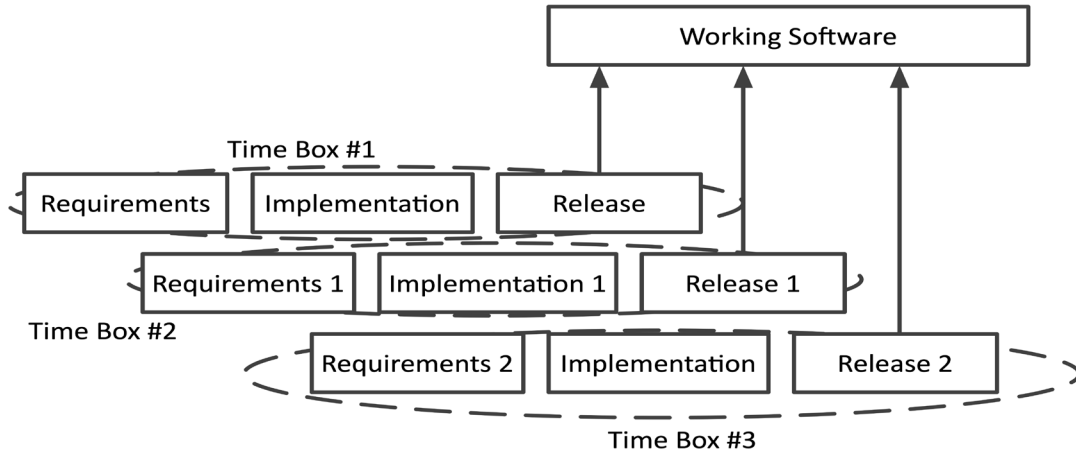 Working Software
Time Box #1
Requirements
Implementation
Release
Requirements 1
Implementation 1
Release 1
Time Box #2
Requirements 2
Implementation
Release 2
Time Box #3